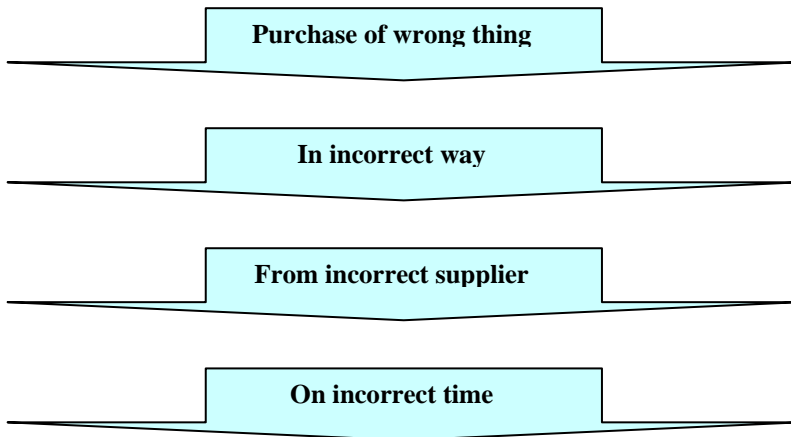 Purchase of wrong thing
In incorrect way
From incorrect supplier
On incorrect time